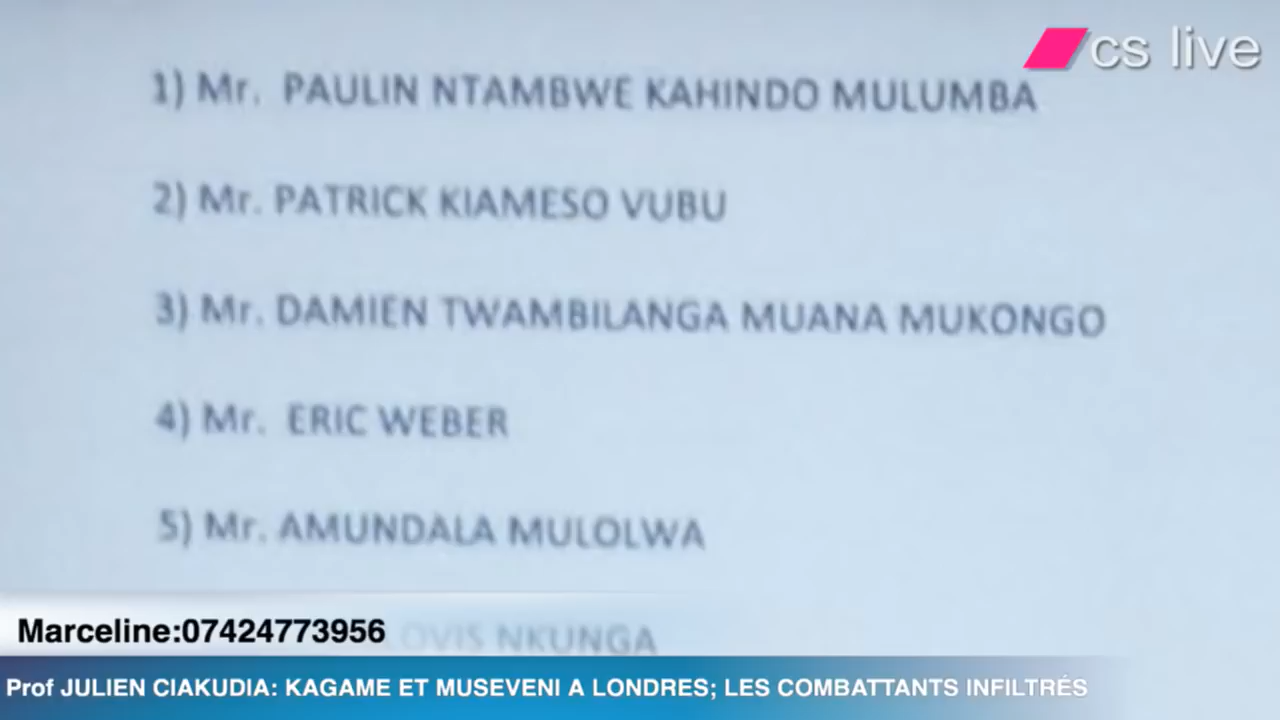 cs live
1) Mr. PAULIN NTAMBWE KAHINDO MULUMBA
2) Mr. PATRICK KIAMESO VUBU
3) Mr. DAMIEN TWAMBILANGA MUANA MUKONGO
4) Mr. ERIC WEBER
5) Mr. AMUNDALA MULOLWA
NKUNGA
Marceline:07424773956
Prof JULIEN CIAKUDIA: KAGAME ET MUSEVENI A LONDRES; LES COMBATTANTS INFILTRÉS